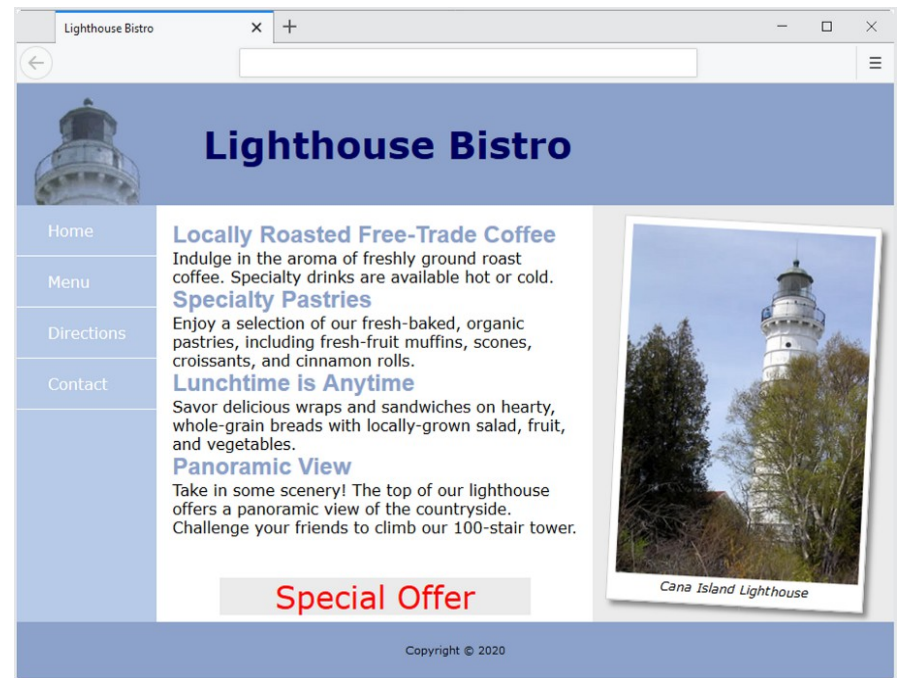 Lighthouse Bistro
Lighthouse Bistro
Home
Menu
Directions
Contact
Locally Roasted Free-Trade Coffee
Indulge in the aroma of freshly ground roast
coffee. Specialty drinks are available hot or cold.
Specialty Pastries
Enjoy a selection of our fresh-baked, organic
pastries, including fresh-fruit muffins, scones,
croissants, and cinnamon rolls.
Lunchtime is Anytime
Savor delicious wraps and sandwiches on hearty,
whole-grain breads with locally-grown salad, fruit,
and vegetables.
Panoramic View
Take in some scenery! The top of our lighthouse
offers a panoramic view of the countryside.
Challenge your friends to climb our 100-stair tower.
Special Offer
Cana Island Lighthouse
Copyright © 2020